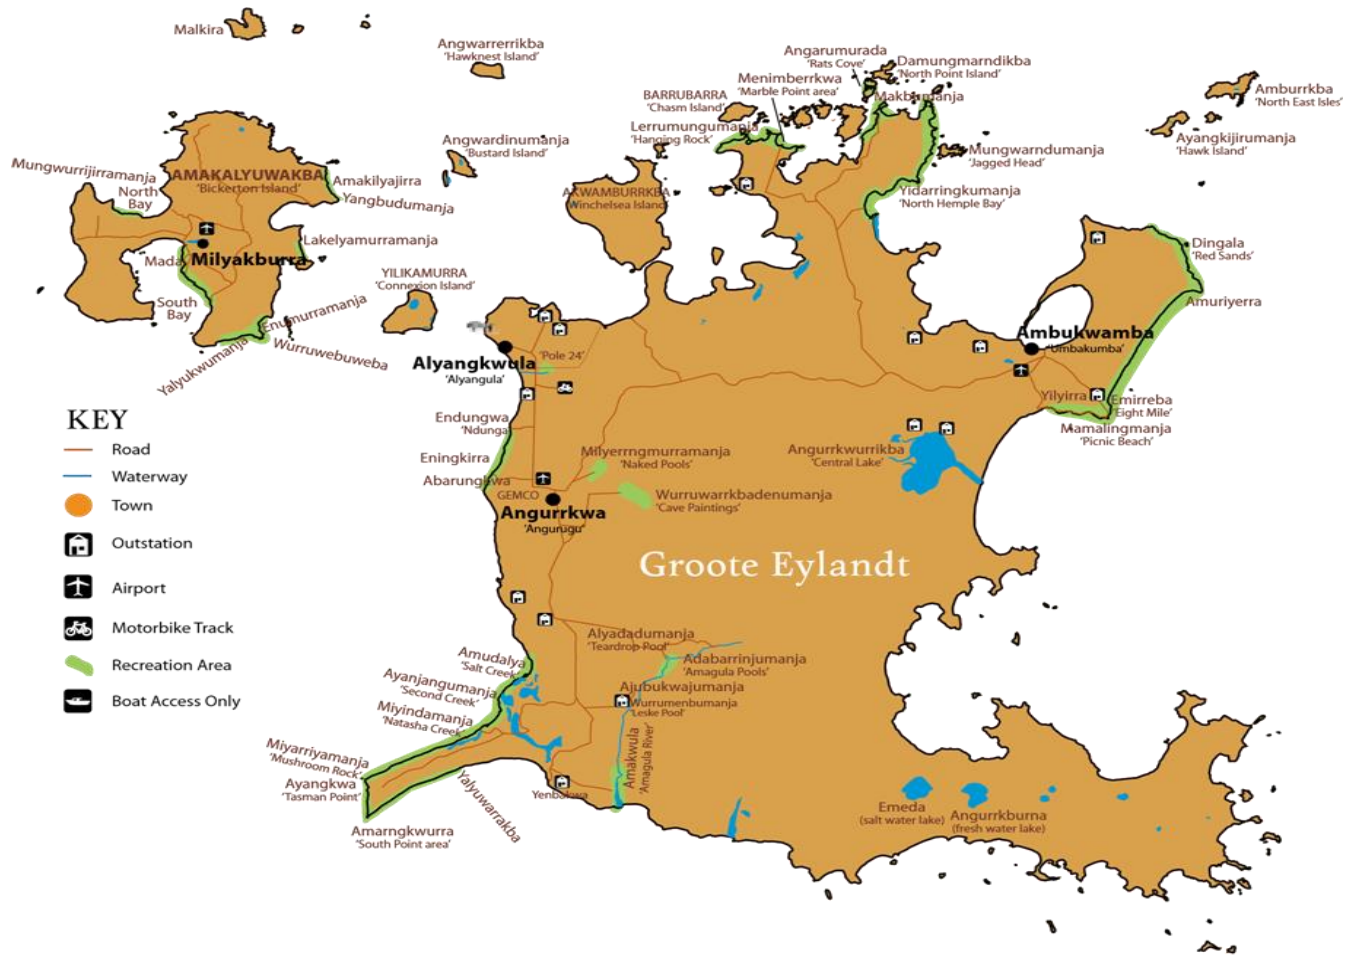 Malkira
Angwarrerrikba
'Hawknest Island'
Angarumurada
'Rats Cove'
Damungmarndikba
'North Point Island'
Menimberrkwa
'Marble Point area'
Makbumanja
BARRUBARRA
'Chasm Island'
Amburrkba
'North East Isles'
Lerrumungumanja
'Hanging Rock'
Angwardinumanja
'Bustard Island'
Ayangkijirumanja
'Hawk Island'
Mungwarndumanja
'Jagged Head'
Mungwurrijirramanja
North
Bay
AMAKALYUWAKBA
'Bickerton Island'
Amakilyajirra
Yangbudumanja
AKWAMBURRKBA
'Winchelsea Island'
Yidarringkumanja
'North Hemple Bay'
Lakelyamurramanja
Mada
Milyakburra
Dingala
'Red Sands'
YILIKAMURRA
'Connexion Island'
South
Bay
Enumurramanja
Amuriyerra
Wurruwebuweba
Yalyukwumanja
Ambukwamba
'Umbakumba'
'Pole 24'
Alyangkwula
'Alyangula'
Yilyirra
Emirreba
'Eight Mile'
Mamalingmanja
'Picnic Beach'
KEY
Road
Waterway
Town
Outstation
Airport
Motorbike Track
Recreation Area
Boat Access Only
Endungwa
'Ndunga'
Eningkirra
Abarungkwa
Milyerrngmurramanja
'Naked Pools'
Angurrkwurrikba
'Central Lake'
GEMCO
Wurruwarrkbadenumanja
'Cave Paintings'
Angurrkwa
'Angurugu'
Groote Eylandt
Alyadadumanja
'Teardrop Pool'
Amudalya
'Salt Creek'
Adabarrinjumanja
'Amagula Pools'
Ayanjangumanja
'Second Creek'
Ajubukwajumanja
Wurrumenbumanja
'Leske Pool'
Miyindamanja
'Natasha Creek'
Amakwula
'Amagula River'
Miyarriyamanja
'Mushroom Rock'
Ayangkwa
'Tasman Point'
Yalyuwarrakba
Yenbakwa
Amarngkwurra
'South Point area'
Emeda
(salt water lake)
Angurrkburna
(fresh water lake)